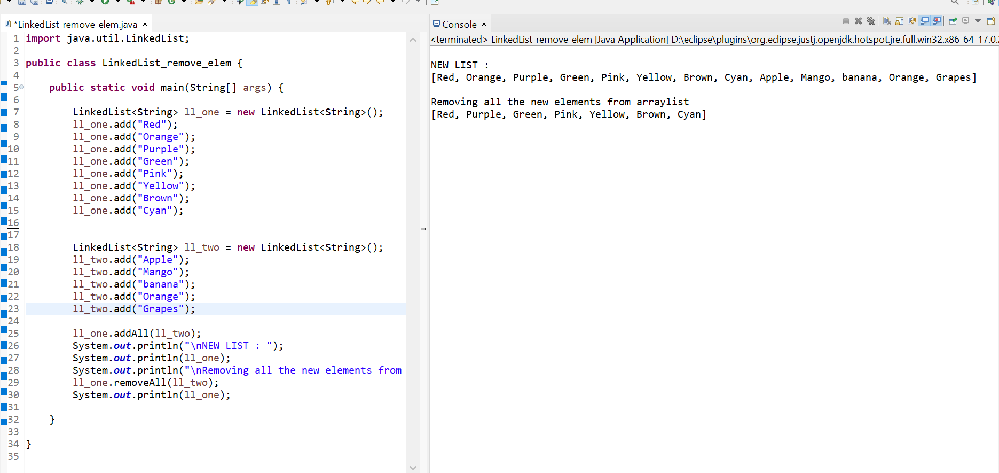 *LinkedList_remove_elem.java
1 import java.util.LinkedList;
2
3 public class LinkedList_remove_elem {
4
5 public static void main(String[] args) {
6
7 LinkedList<String> ll_one = new LinkedList<String>();
8 ll_one.add("Red");
9 ll_one.add("Orange");
10 ll_one.add("Purple");
11 ll_one.add("Green");
12 ll_one.add("Pink");
13 ll_one.add("Yellow");
14 ll_one.add("Brown");
15 ll_one.add("Cyan");
16
17
18 LinkedList<String> ll_two = new LinkedList<String>();
19 ll_two.add("Apple");
20 ll_two.add("Mango");
21 ll_two.add("banana");
22 ll_two.add("Orange");
23 ll_two.add("Grapes");
24
25 ll_one.addAll(ll_two);
26 System.out.println("\nNEW LIST : ");
27 System.out.println(ll_one);
28 System.out.println("\nRemoving all the new elements from
29 ll_one.removeAll(ll_two);
30 System.out.println(ll_one);
31
32 }
33
34 }
35
Console
<terminated> LinkedList_remove_elem [Java Application] D:\eclipse\plugins\org.eclipse.justj.openjdk.hotspot.jre.full.win32.x86_64_17.0.
NEW LIST :
[Red, Orange, Purple, Green, Pink, Yellow, Brown, Cyan, Apple, Mango, banana, Orange, Grapes]
Removing all the new elements from arraylist
[Red, Purple, Green, Pink, Yellow, Brown, Cyan]